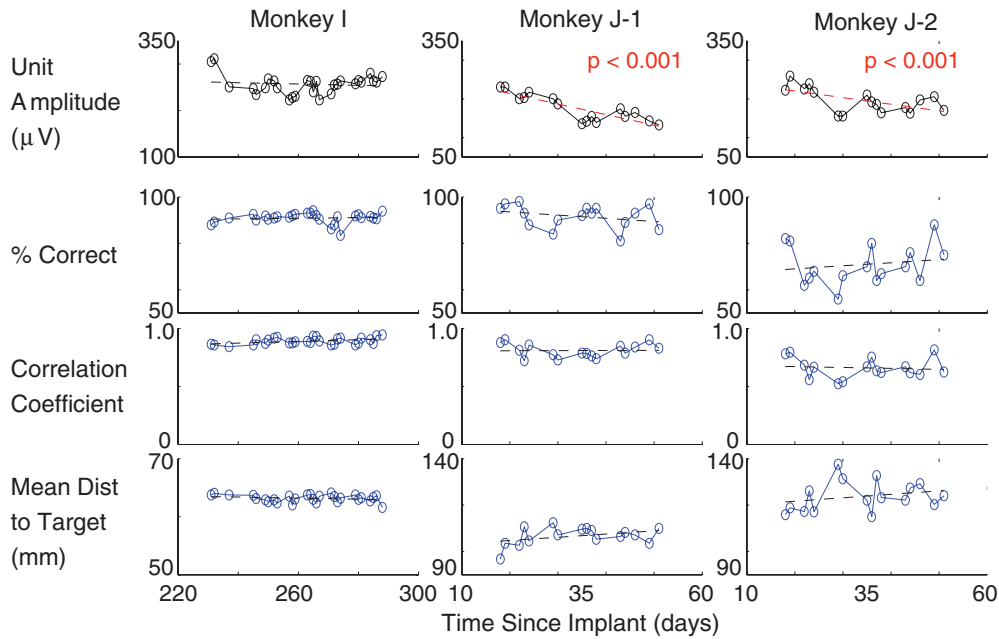 Monkey I Monkey J-1 Monkey J-2
Unit
Amplitude
(μV)
350
100
350
50
p < 0.001
350
50
p < 0.001
% Correct
100
50
100
50
100
50
Correlation
Coefficient
1.0
0
1.0
0
1.0
0
Mean Dist
to Target
(mm)
70
50
140
90
140
90
220 260 300 10 35 60 10 35 60
Time Since Implant (days)